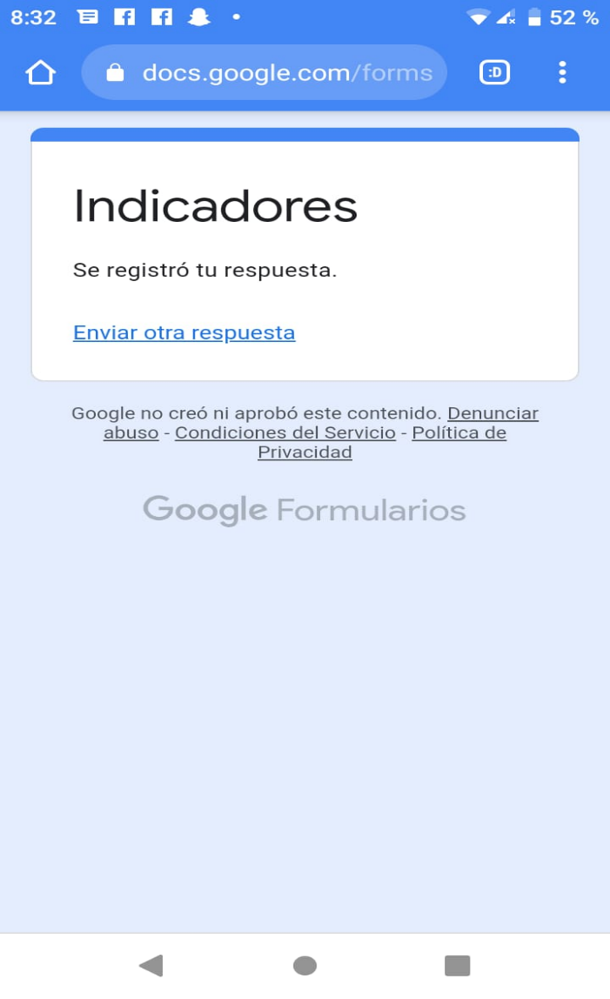 8:32 52 %
docs.google.com/forms :D
Indicadores
Se registró tu respuesta.
Enviar otra respuesta
Google no creó ni aprobó este contenido. Denunciar
abuso - Condiciones del Servicio - Política de
Privacidad
Google Formularios